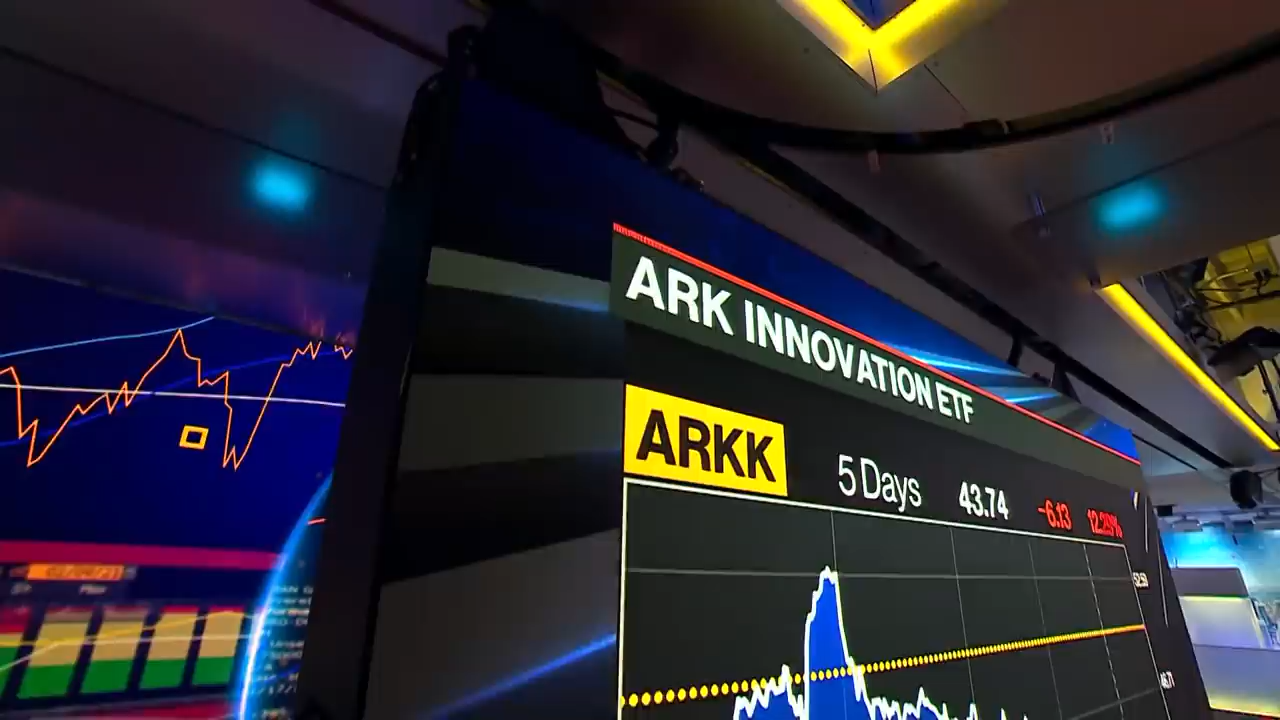 ARK INNOVATION ETF
ARKK 5 Days 43.74 -6.13 12.29%